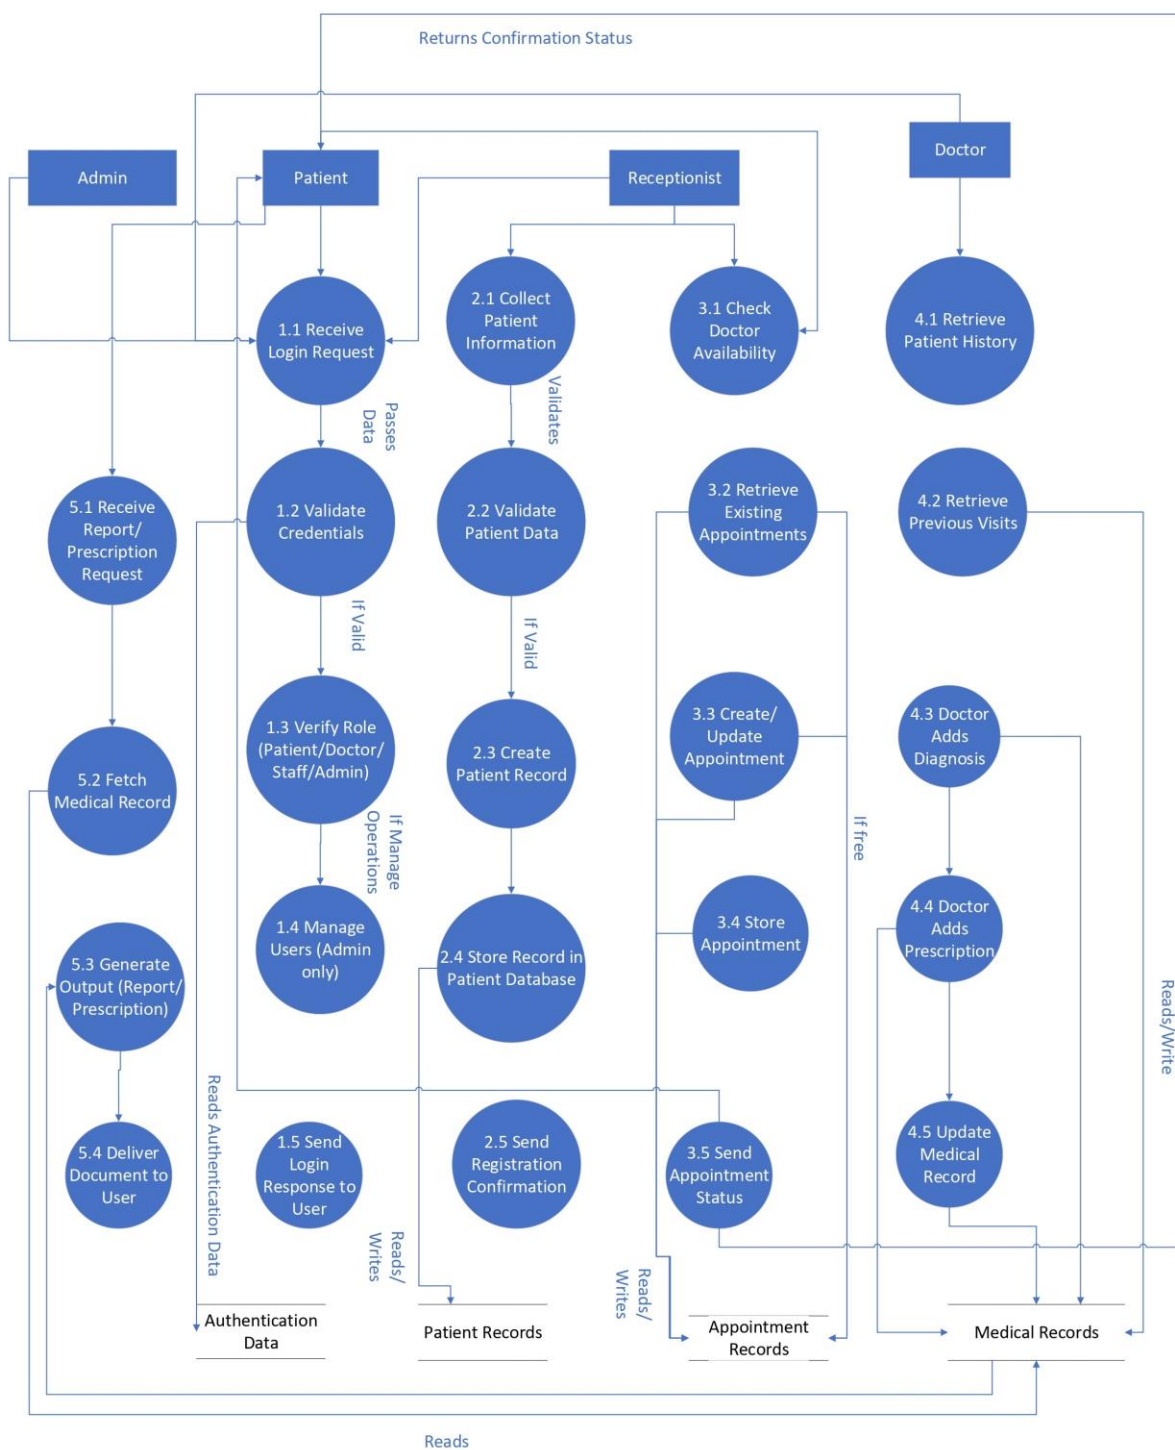 Returns Confirmation Status
Admin
Patient
Receptionist
Doctor
1.1 Receive
Login Request
2.1 Collect
Patient
Information
3.1 Check
Doctor
Availability
4.1 Retrieve
Patient History
Passes
Data
Validates
5.1 Receive
Report/
Prescription
Request
1.2 Validate
Credentials
2.2 Validate
Patient Data
3.2 Retrieve
Existing
Appointments
4.2 Retrieve
Previous Visits
If Valid
If Valid
5.2 Fetch
Medical Record
1.3 Verify Role
(Patient/Doctor/
Staff/Admin)
2.3 Create
Patient Record
3.3 Create/
Update
Appointment
4.3 Doctor
Adds
Diagnosis
If Manage
Operations
If free
5.3 Generate
Output (Report/
Prescription)
1.4 Manage
Users (Admin
only)
2.4 Store Record in
Patient Database
3.4 Store
Appointment
4.4 Doctor
Adds
Prescription
Reads/Write
Reads Authentication Data
5.4 Deliver
Document to
User
1.5 Send
Login
Response to
User
2.5 Send
Registration
Confirmation
3.5 Send
Appointment
Status
4.5 Update
Medical
Record
Reads/
Writes
Reads/
Writes
Authentication
Data
Patient Records
Appointment
Records
Medical Records
Reads